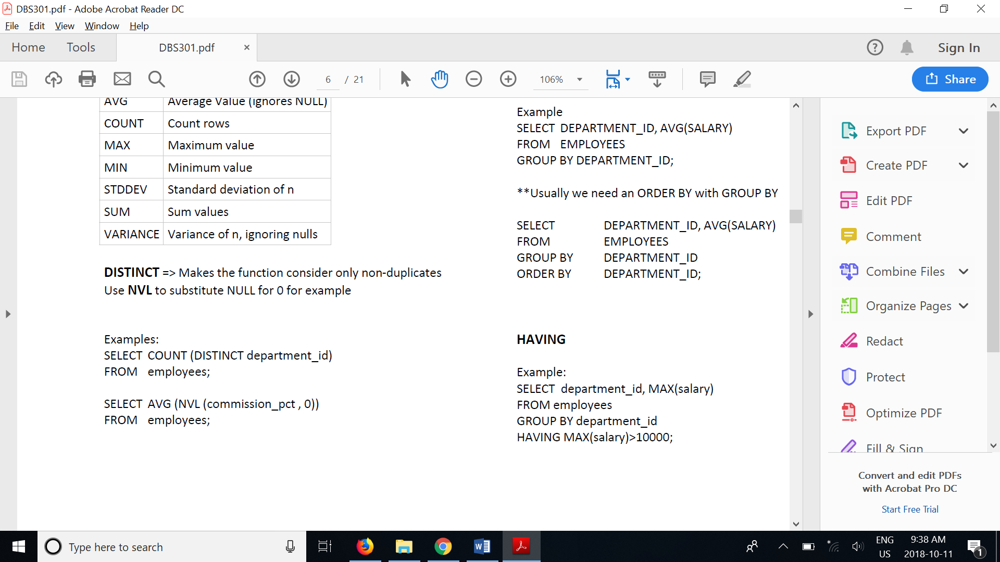 DBS301.pdf - Adobe Acrobat Reader DC
File Edit View Window Help
Home Tools DBS301.pdf × Sign In
6 / 21 106% Share
AVG Average Value (ignores NULL)
COUNT Count rows
MAX Maximum value
MIN Minimum value
STDDEV Standard deviation of n
SUM Sum values
VARIANCE Variance of n, ignoring nulls
DISTINCT => Makes the function consider only non-duplicates
Use NVL to substitute NULL for 0 for example
Examples:
SELECT COUNT (DISTINCT department_id)
FROM employees;
SELECT AVG (NVL (commission_pct , 0))
FROM employees;
Example
SELECT DEPARTMENT_ID, AVG(SALARY)
FROM EMPLOYEES
GROUP BY DEPARTMENT_ID;
**Usually we need an ORDER BY with GROUP BY
SELECT DEPARTMENT_ID, AVG(SALARY)
FROM EMPLOYEES
GROUP BY DEPARTMENT_ID
ORDER BY DEPARTMENT_ID;
HAVING
Example:
SELECT department_id, MAX(salary)
FROM employees
GROUP BY department_id
HAVING MAX(salary)>10000;
Export PDF
Create PDF
Edit PDF
Comment
Combine Files
Organize Pages
Redact
Protect
Optimize PDF
Fill & Sign
Convert and edit PDFs
with Acrobat Pro DC
Start Free Trial
Type here to search
ENG
US
9:38 AM
2018-10-11
1